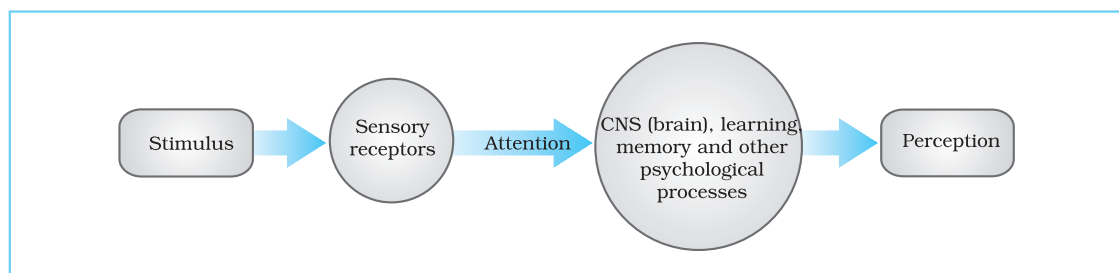 Stimulus
Sensory
receptors
Attention
CNS (brain), learning,
memory and other
psychological
processes
Perception